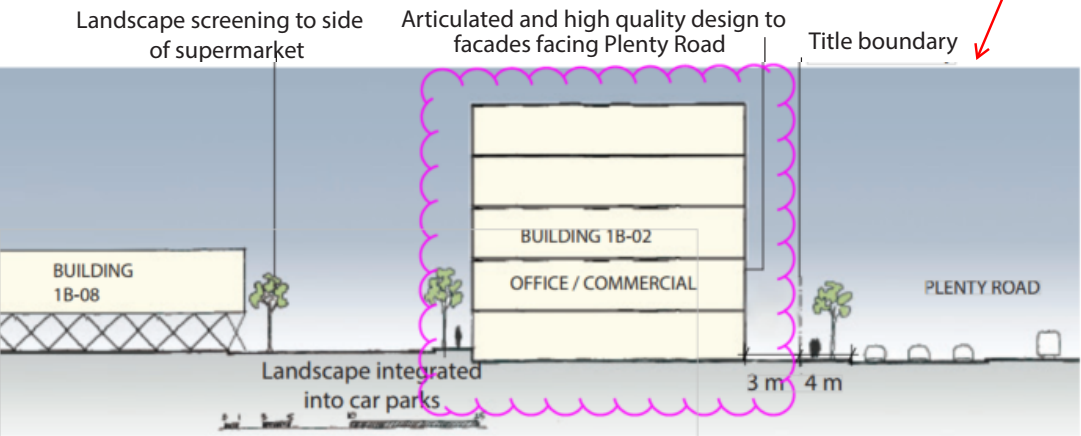 Landscape screening to side
of supermarket
Articulated and high quality design to
facades facing Plenty Road
Title boundary
BUILDING 1B-02
BUILDING
1B-08
OFFICE / COMMERCIAL
PLENTY ROAD
Landscape integrated
into car parks
3 m
4 m